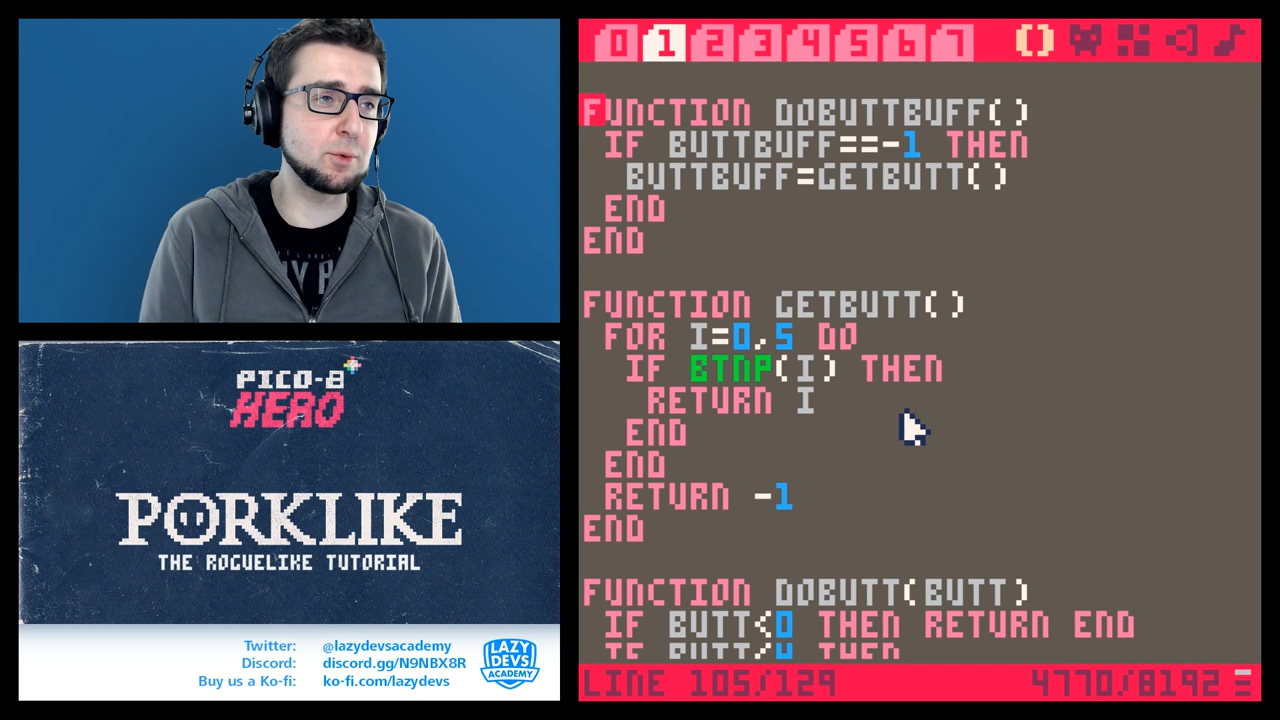 0 1 2 3 4 5 6 7
FUNCTION DOBUTTBUFF()
IF BUTTBUFF==-1 THEN
BUTTBUFF=GETBUTT()
END
END
FUNCTION GETBUTT()
FOR I=0,5 DO
IF BTNP(I) THEN
RETURN I
END
END
RETURN -1
END
FUNCTION DOBUTT(BUTT)
IF BUTT<0 THEN RETURN END
LINE 105/129 4770/8192
PICO-8
HERO
PORKLIKE
THE ROGUELIKE TUTORIAL
Twitter: @lazydevsacademy
Discord: discord.gg/N9NBX8R
Buy us a Ko-fi: ko-fi.com/lazydevs
LAZY
DEVS
ACADEMY